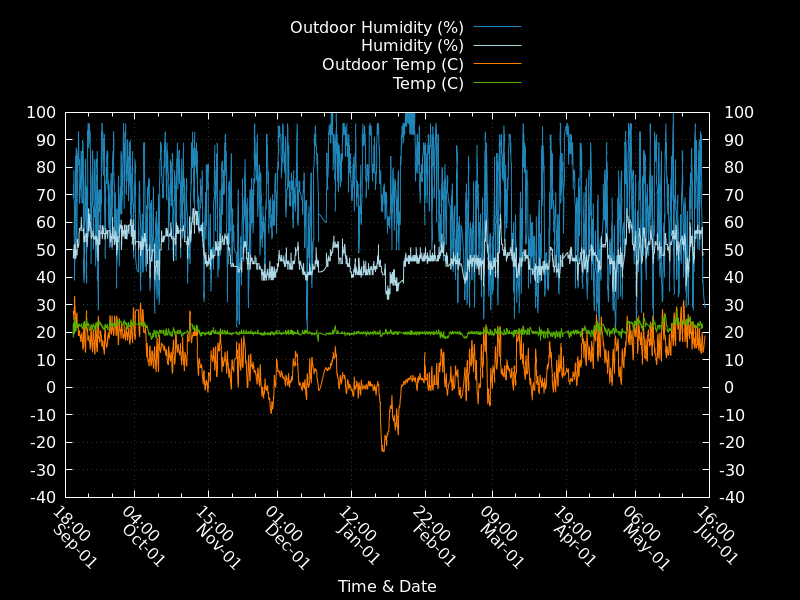 Outdoor Humidity (%)
Humidity (%)
Outdoor Temp (C)
Temp (C)
100 100
90 90
80 80
70 70
60 60
50 50
40 40
30 30
20 20
10 10
0 0
-10 -10
-20 -20
-30 -30
-40 -40
18:00 Sep-01
04:00 Oct-01
15:00 Nov-01
01:00 Dec-01
12:00 Jan-01
22:00 Feb-01
09:00 Mar-01
19:00 Apr-01
06:00 May-01
16:00 Jun-01
Time & Date